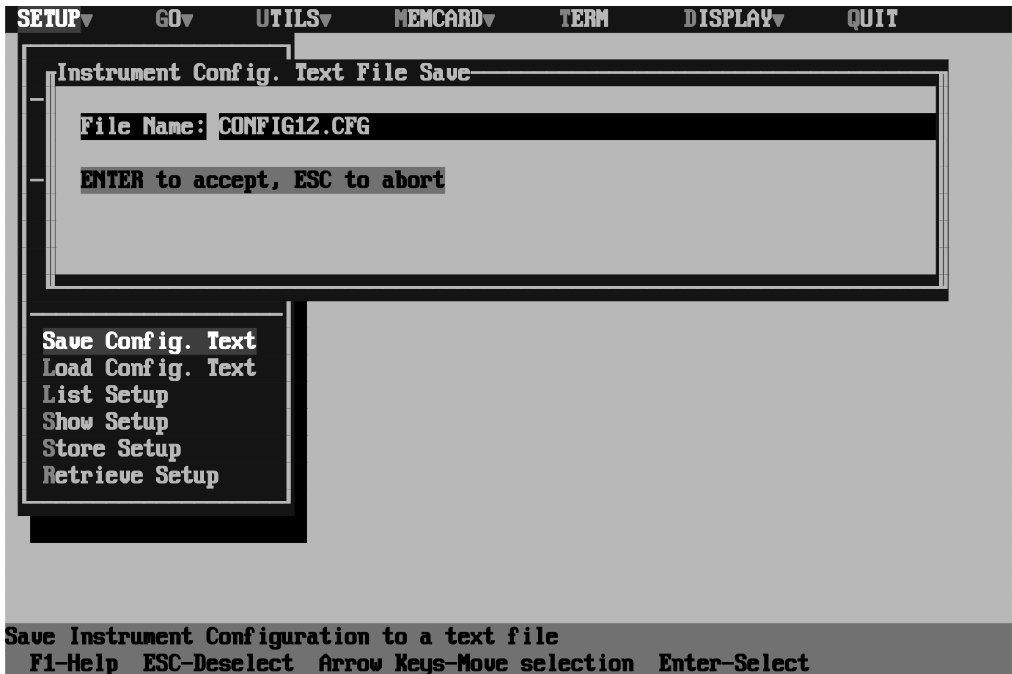 SETUP▼ GO▼ UTILS▼ MEMCARD▼ TERM DISPLAY▼ QUIT
Instrument Config. Text File Save
File Name: CONFIG12.CFG
ENTER to accept, ESC to abort
Save Config. Text
Load Config. Text
List Setup
Show Setup
Store Setup
Retrieve Setup
Save Instrument Configuration to a text file
F1-Help ESC-Deselect Arrow Keys-Move selection Enter-Select